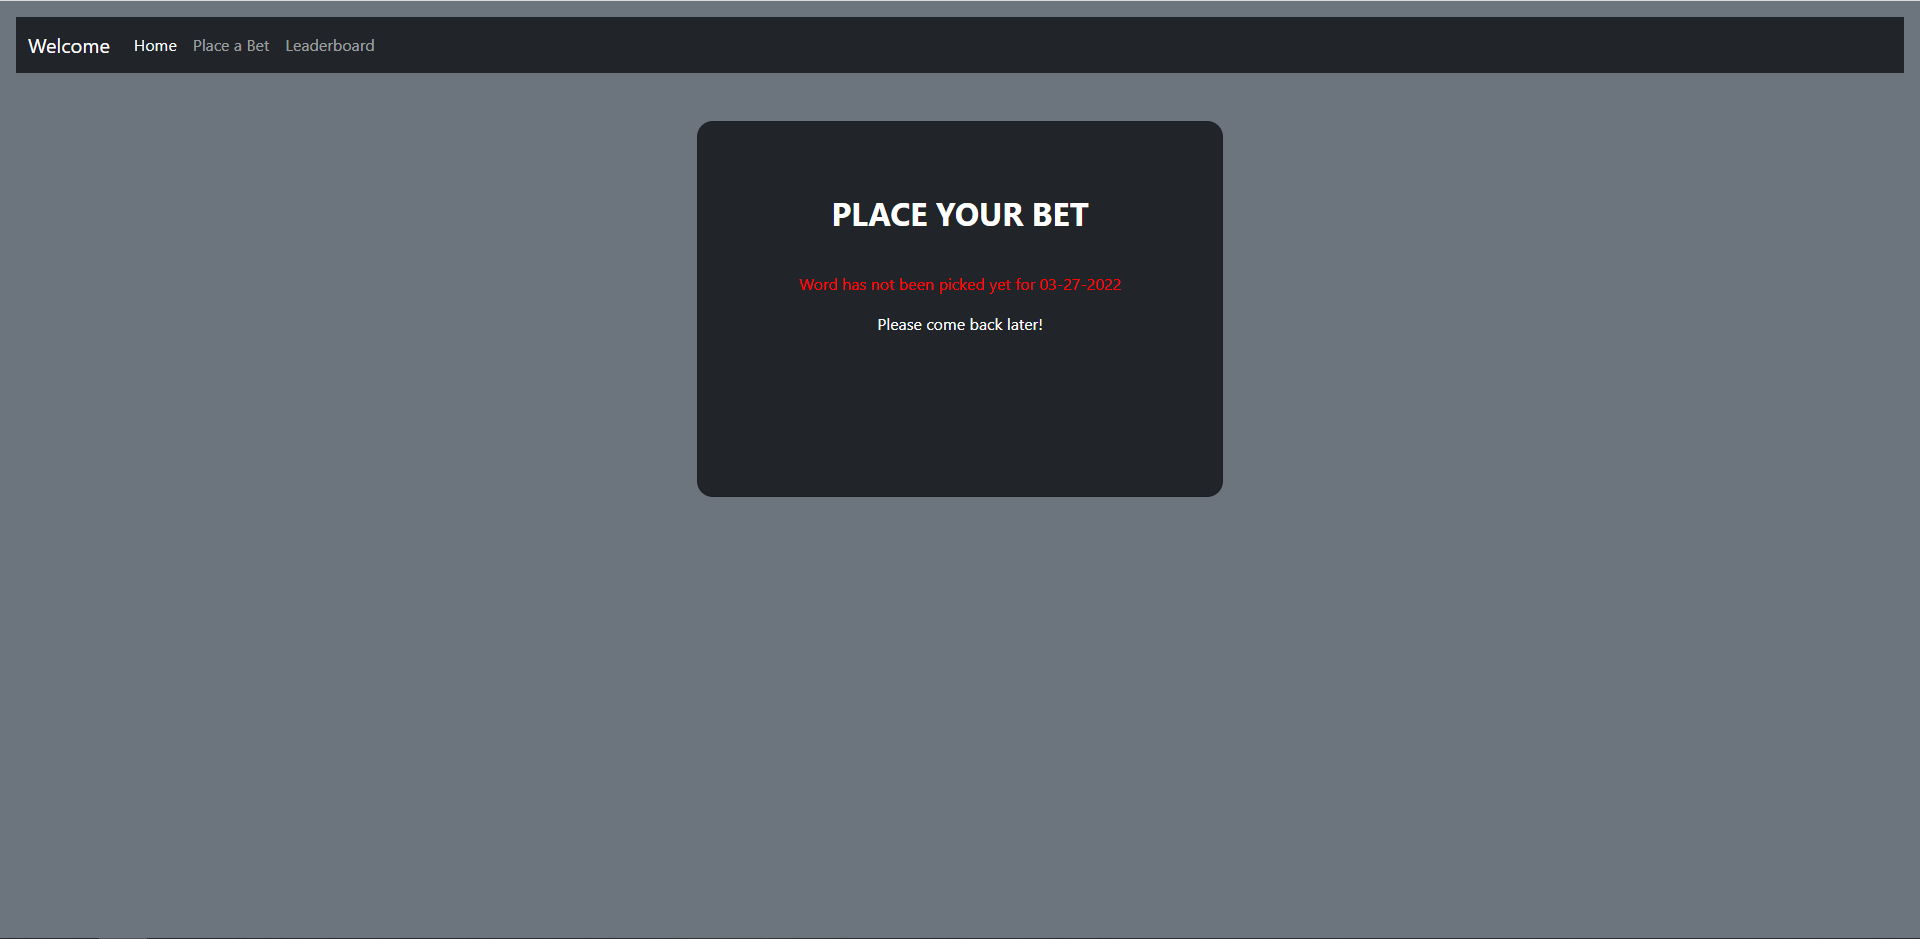 Welcome Home Place a Bet Leaderboard
PLACE YOUR BET
Word has not been picked yet for 03-27-2022
Please come back later!